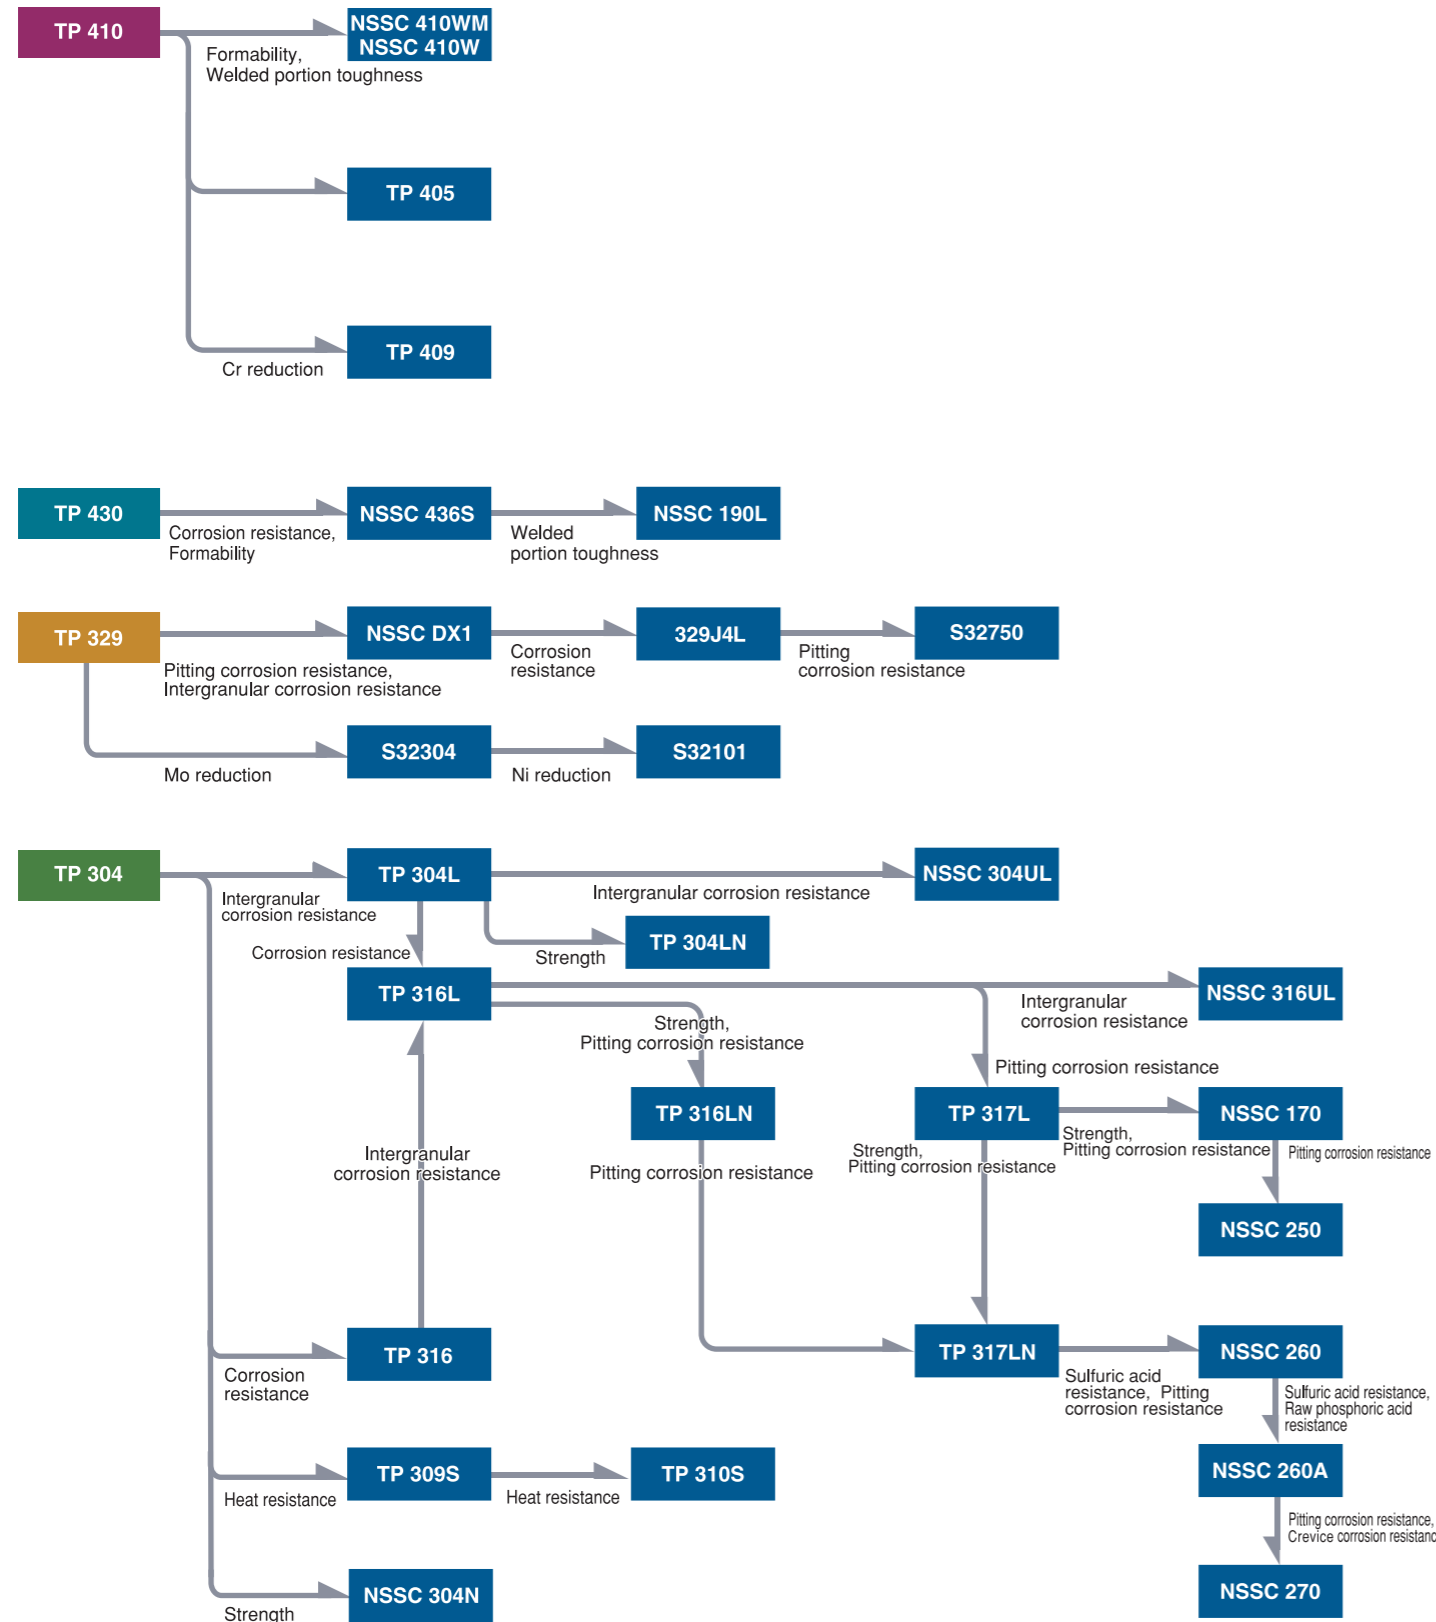 TP 410
NSSC 410WM
NSSC 410W
Formability,
Welded portion toughness
TP 405
TP 409
Cr reduction
TP 430
NSSC 436S
NSSC 190L
Corrosion resistance,
Formability
Welded
portion toughness
TP 329
NSSC DX1
329J4L
S32750
Pitting corrosion resistance,
Intergranular corrosion resistance
Corrosion
resistance
Pitting
corrosion resistance
S32304
S32101
Mo reduction
Ni reduction
TP 304
TP 304L
NSSC 304UL
Intergranular
corrosion resistance
Intergranular corrosion resistance
Corrosion resistance
Strength
TP 304LN
TP 316L
NSSC 316UL
Strength,
Pitting corrosion resistance
Intergranular
corrosion resistance
Pitting corrosion resistance
TP 316LN
TP 317L
NSSC 170
Strength,
Pitting corrosion resistance
Intergranular
corrosion resistance
Pitting corrosion resistance
Strength,
Pitting corrosion resistance
Pitting corrosion resistance
NSSC 250
TP 316
TP 317LN
NSSC 260
Corrosion
resistance
Sulfuric acid
resistance, Pitting
corrosion resistance
Sulfuric acid resistance,
Raw phosphoric acid
resistance
TP 309S
TP 310S
NSSC 260A
Heat resistance
Heat resistance
Pitting corrosion resistance,
Crevice corrosion resistanc
NSSC 304N
NSSC 270
Strength